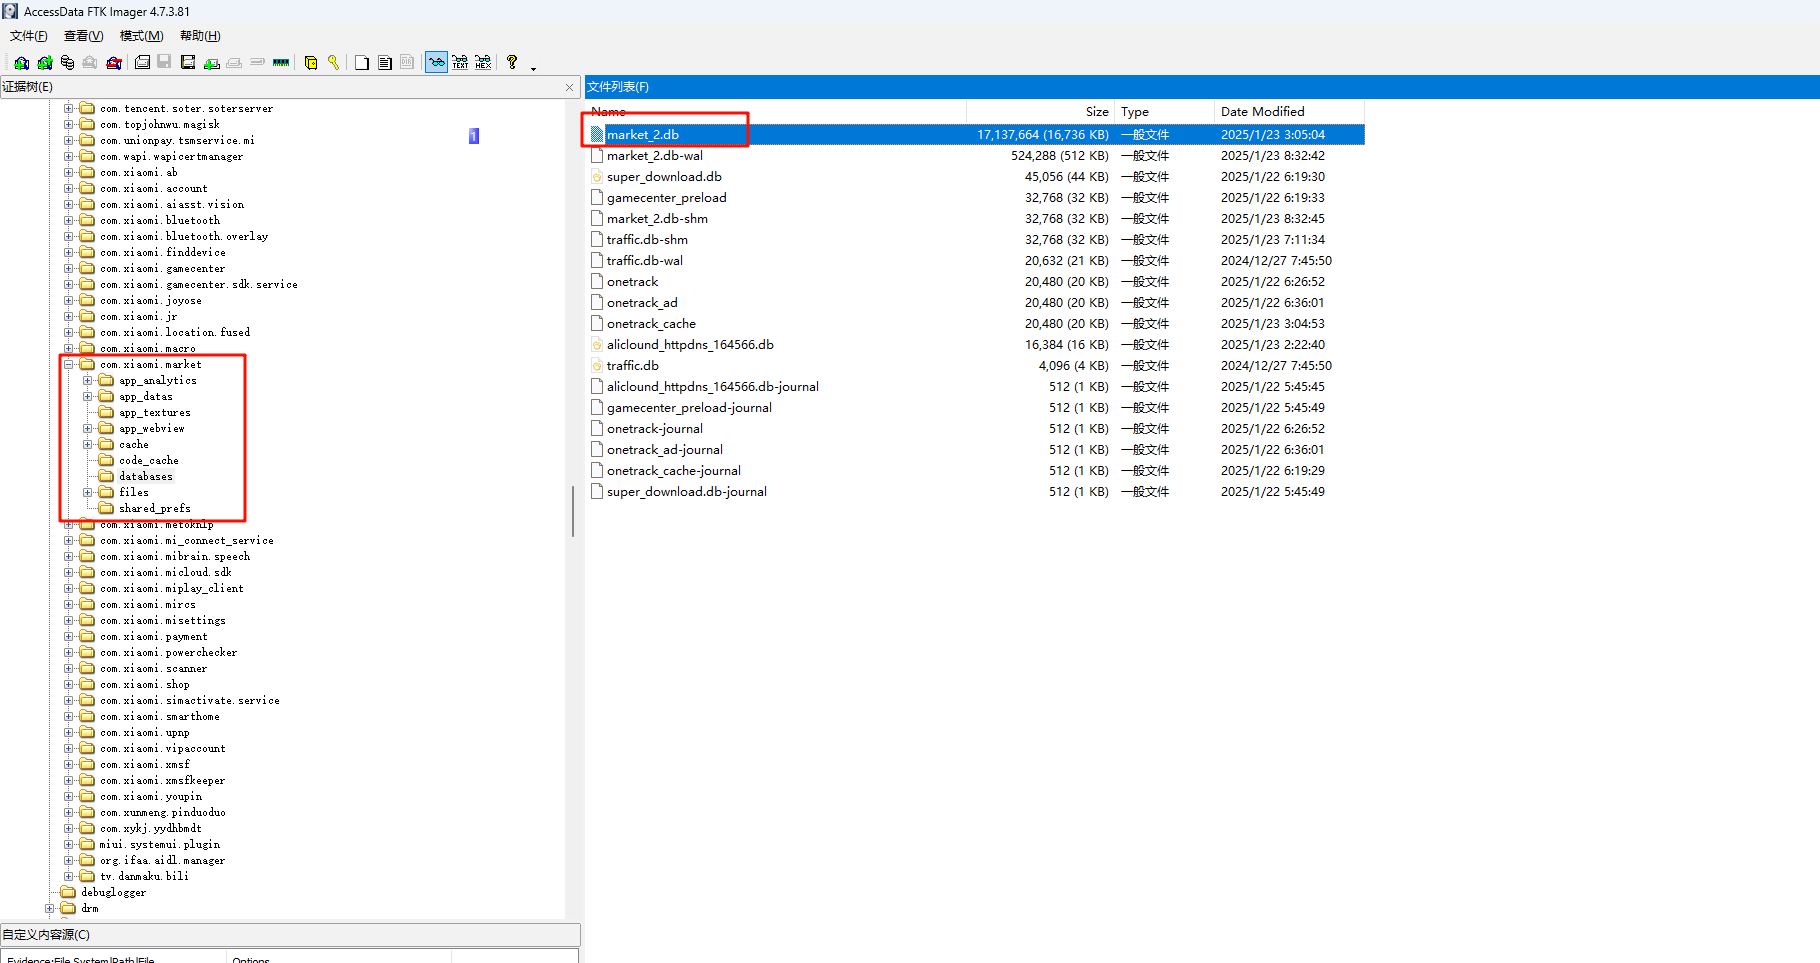 AccessData FTK Imager 4.7.3.81
文件(F) 查看(V) 模式(M) 帮助(H)
证据树(E)
com.tencent.soter.soterserver
com.topjohnwu.magisk
com.unionpay.tsmservice.mi
com.wapi.wapicertmanager
com.xiaomi.ab
com.xiaomi.account
com.xiaomi.aiasst.vision
com.xiaomi.bluetooth
com.xiaomi.bluetooth.overlay
com.xiaomi.finddevice
com.xiaomi.gamecenter
com.xiaomi.gamecenter.sdk.service
com.xiaomi.joyose
com.xiaomi.jr
com.xiaomi.location.fused
com.xiaomi.macro
com.xiaomi.market
app_analytics
app_datas
app_textures
app_webview
cache
code_cache
databases
files
shared_prefs
com.xiaomi.metoknlp
com.xiaomi.mi_connect_service
com.xiaomi.mibrain.speech
com.xiaomi.micloud.sdk
com.xiaomi.miplay_client
com.xiaomi.mircs
com.xiaomi.misettings
com.xiaomi.payment
com.xiaomi.powerchecker
com.xiaomi.scanner
com.xiaomi.shop
com.xiaomi.simactivate.service
com.xiaomi.smarthome
com.xiaomi.upnp
com.xiaomi.vipaccount
com.xiaomi.xmsf
com.xiaomi.xmsfkeeper
com.xiaomi.youpin
com.xunmeng.pinduoduo
com.xykj.yydhbmdt
miui.systemui.plugin
org.ifaa.aidl.manager
tv.danmaku.bili
debuglogger
drm
1
自定义内容源(C)
Evidence:File System|Path|File Options
文件列表(F)
Name Size Type Date Modified
market_2.db 17,137,664 (16,736 KB) 一般文件 2025/1/23 3:05:04
market_2.db-wal 524,288 (512 KB) 一般文件 2025/1/23 8:32:42
super_download.db 45,056 (44 KB) 一般文件 2025/1/22 6:19:30
gamecenter_preload 32,768 (32 KB) 一般文件 2025/1/22 6:19:33
market_2.db-shm 32,768 (32 KB) 一般文件 2025/1/23 8:32:45
traffic.db-shm 32,768 (32 KB) 一般文件 2025/1/23 7:11:34
traffic.db-wal 20,632 (21 KB) 一般文件 2024/12/27 7:45:50
onetrack 20,480 (20 KB) 一般文件 2025/1/22 6:26:52
onetrack_ad 20,480 (20 KB) 一般文件 2025/1/22 6:36:01
onetrack_cache 20,480 (20 KB) 一般文件 2025/1/23 3:04:53
aliclound_httpdns_164566.db 16,384 (16 KB) 一般文件 2025/1/23 2:22:40
traffic.db 4,096 (4 KB) 一般文件 2024/12/27 7:45:50
aliclound_httpdns_164566.db-journal 512 (1 KB) 一般文件 2025/1/22 5:45:45
gamecenter_preload-journal 512 (1 KB) 一般文件 2025/1/22 5:45:49
onetrack-journal 512 (1 KB) 一般文件 2025/1/22 6:26:52
onetrack_ad-journal 512 (1 KB) 一般文件 2025/1/22 6:36:01
onetrack_cache-journal 512 (1 KB) 一般文件 2025/1/22 6:19:29
super_download.db-journal 512 (1 KB) 一般文件 2025/1/22 5:45:49